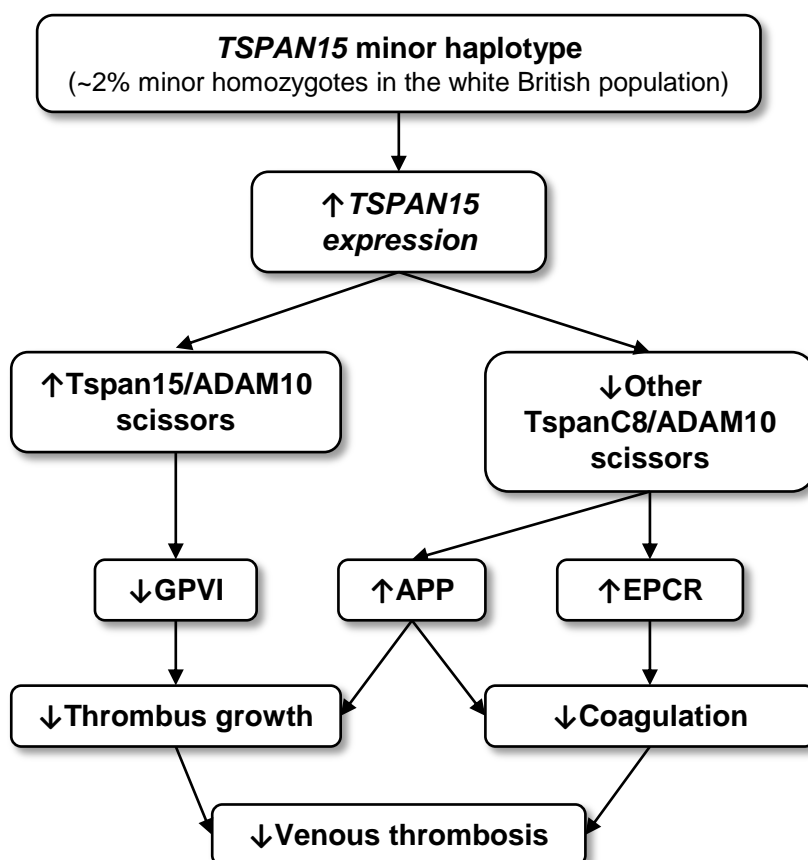 TSPAN15 minor haplotype
(~2% minor homozygotes in the white British population)
↑TSPAN15
expression
↑Tspan15/ADAM10
scissors
↓Other
TspanC8/ADAM10
scissors
↓GPVI
↑APP
↑EPCR
↓Thrombus growth
↓Coagulation
↓Venous thrombosis